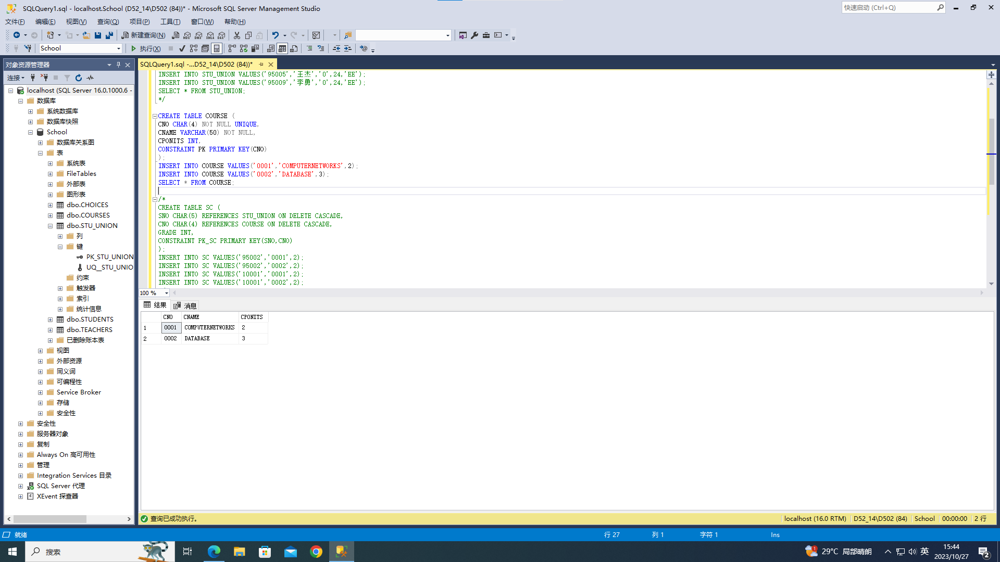 SQLQuery1.sql - localhost.School (D52_14\D502 (84))* - Microsoft SQL Server Management Studio
快速启动 (Ctrl+Q)
文件(F) 编辑(E) 视图(V) 查询(Q) 项目(P) 工具(T) 窗口(W) 帮助(H)
新建查询(N)
School
执行(X)
对象资源管理器
连接
localhost (SQL Server 16.0.1000.6 -
数据库
系统数据库
数据库快照
School
数据库关系图
表
系统表
FileTables
外部表
图形表
dbo.CHOICES
dbo.COURSES
dbo.STU_UNION
列
键
PK_STU_UNION
UQ__STU_UNIO
约束
触发器
索引
统计信息
dbo.STUDENTS
dbo.TEACHERS
已删除账本表
视图
外部资源
同义词
可编程性
Service Broker
存储
安全性
安全性
服务器对象
复制
Always On 高可用性
管理
Integration Services 目录
SQL Server 代理
XEvent 探查器
SQLQuery1.sql -...D52_14\D502 (84))*
INSERT INTO STU_UNION VALUES('95005','王杰','0',24,'EE');
INSERT INTO STU_UNION VALUES('95009','李勇','0',24,'EE');
SELECT * FROM STU_UNION;
*/
CREATE TABLE COURSE (
CNO CHAR(4) NOT NULL UNIQUE,
CNAME VARCHAR(50) NOT NULL,
CPONITS INT,
CONSTRAINT PK PRIMARY KEY(CNO)
);
INSERT INTO COURSE VALUES('0001','COMPUTERNETWORKS',2);
INSERT INTO COURSE VALUES('0002','DATABASE',3);
SELECT * FROM COURSE;
/*
CREATE TABLE SC (
SNO CHAR(5) REFERENCES STU_UNION ON DELETE CASCADE,
CNO CHAR(4) REFERENCES COURSE ON DELETE CASCADE,
GRADE INT,
CONSTRAINT PK_SC PRIMARY KEY(SNO,CNO)
);
INSERT INTO SC VALUES('95002','0001',2);
INSERT INTO SC VALUES('95002','0002',2);
INSERT INTO SC VALUES('10001','0001',2);
INSERT INTO SC VALUES('10001','0002',2);
100 %
结果 消息
CNO CNAME CPONITS
1 0001 COMPUTERNETWORKS 2
2 0002 DATABASE 3
查询已成功执行。
localhost (16.0 RTM) D52_14\D502 (84) School 00:00:00 2 行
就绪 行 27 列 1 字符 1 Ins
搜索
1
29°C 局部晴朗
英
15:44
2023/10/27
2